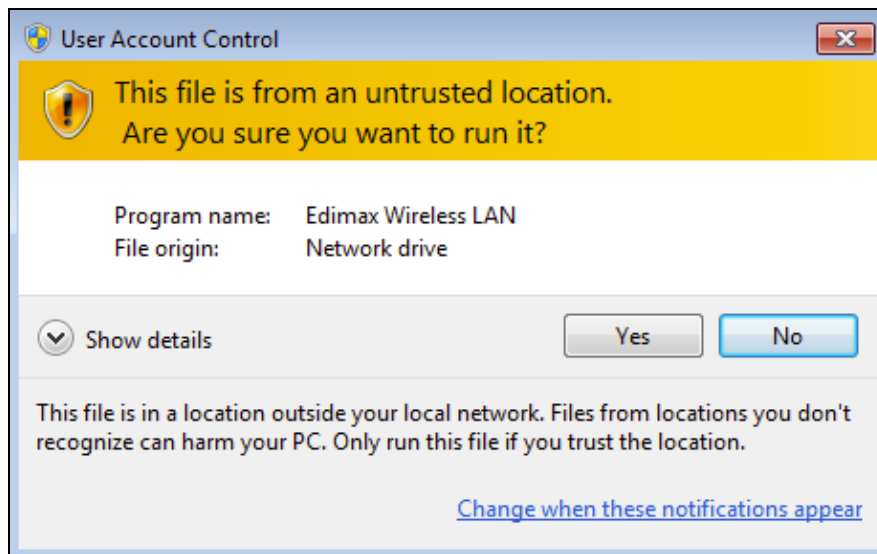 User Account Control
This file is from an untrusted location.
Are you sure you want to run it?
Program name: Edimax Wireless LAN
File origin: Network drive
Show details Yes No
This file is in a location outside your local network. Files from locations you don't
recognize can harm your PC. Only run this file if you trust the location.
Change when these notifications appear